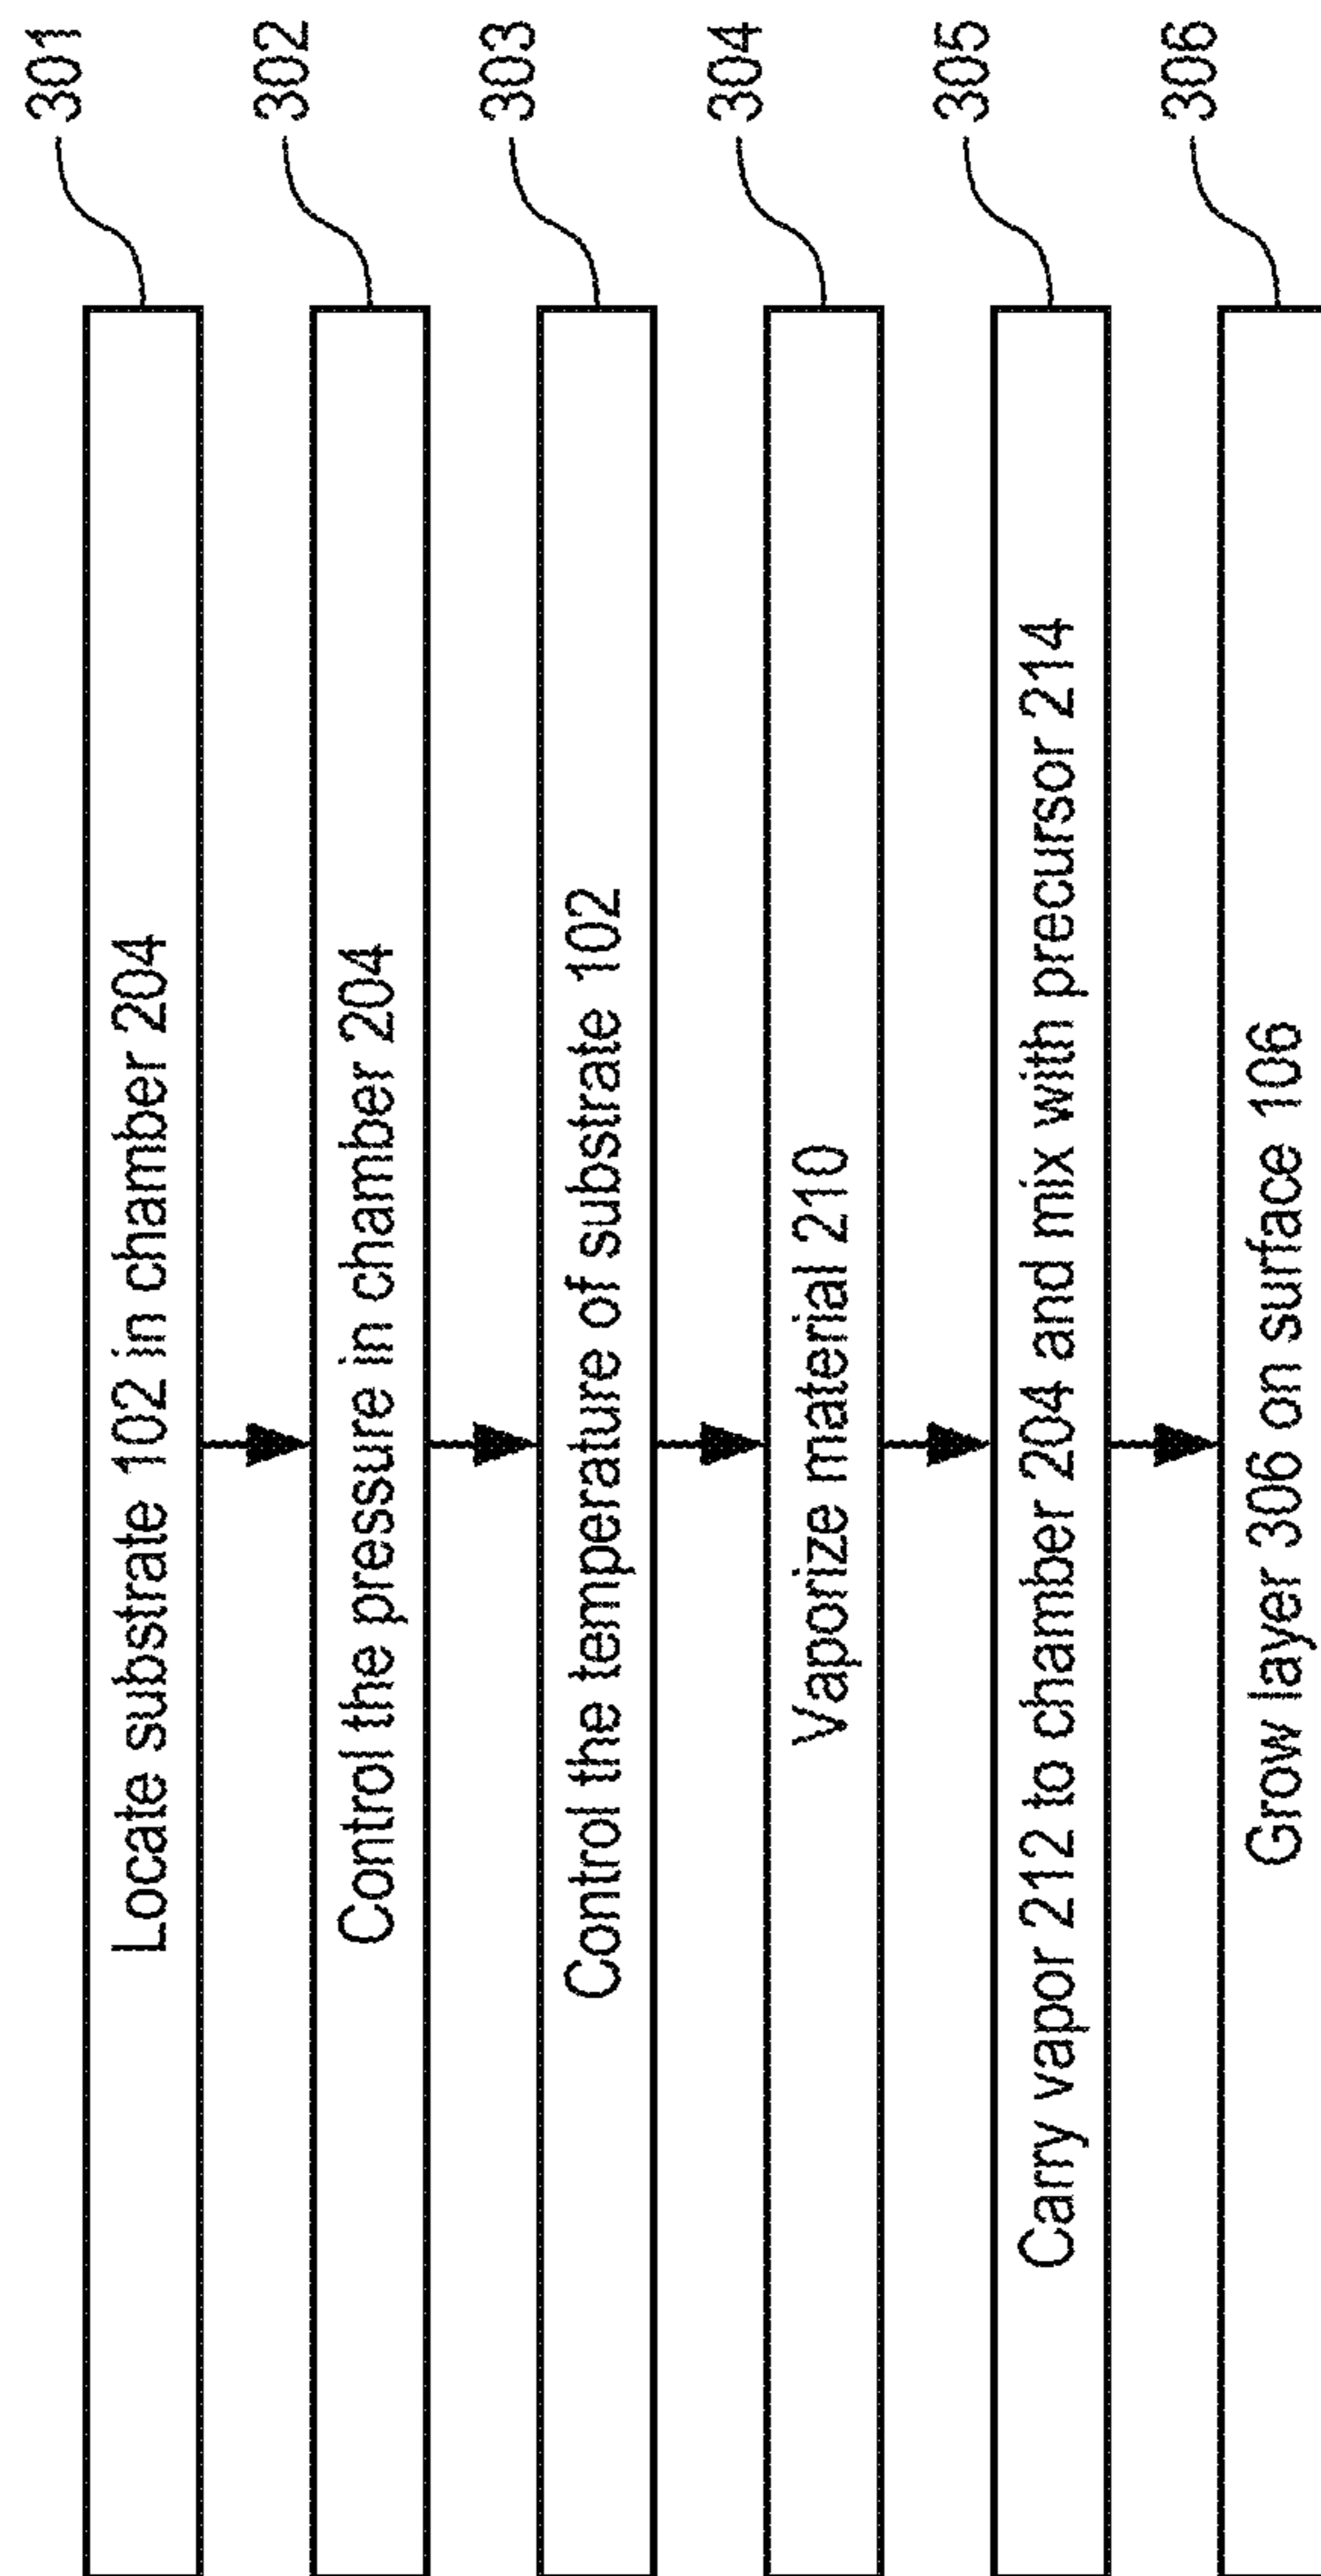 301
Locate substrate 102 in chamber 204
302
Control the pressure in chamber 204
303
Control the temperature of substrate 102
304
Vaporize material 210
305
Carry vapor 212 to chamber 204 and mix with precursor 214
306
Grow layer 306 on surface 106